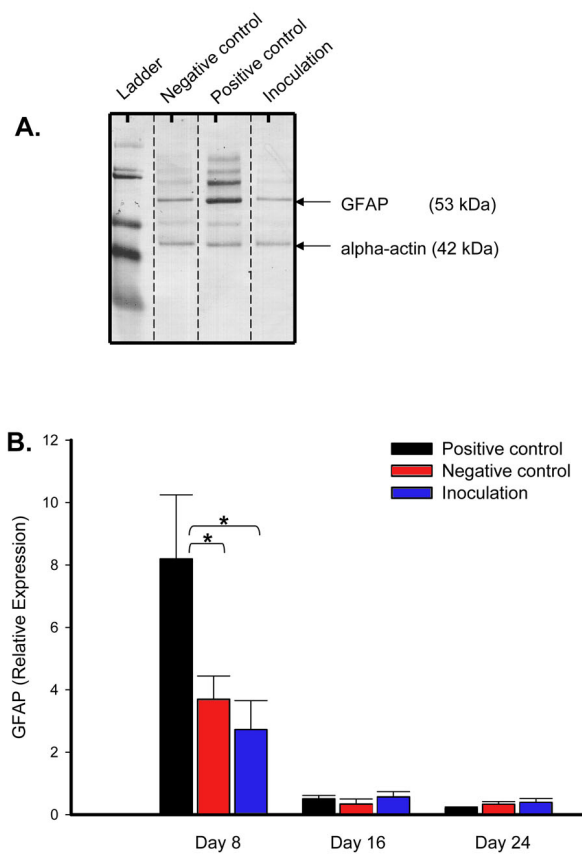 A.
Ladder
Negative control
Positive control
Inoculation
GFAP (53 kDa)
alpha-actin (42 kDa)
B.
GFAP (Relative Expression)
12
10
8
6
4
2
0
Positive control
Negative control
Inoculation
*
*
Day 8
Day 16
Day 24